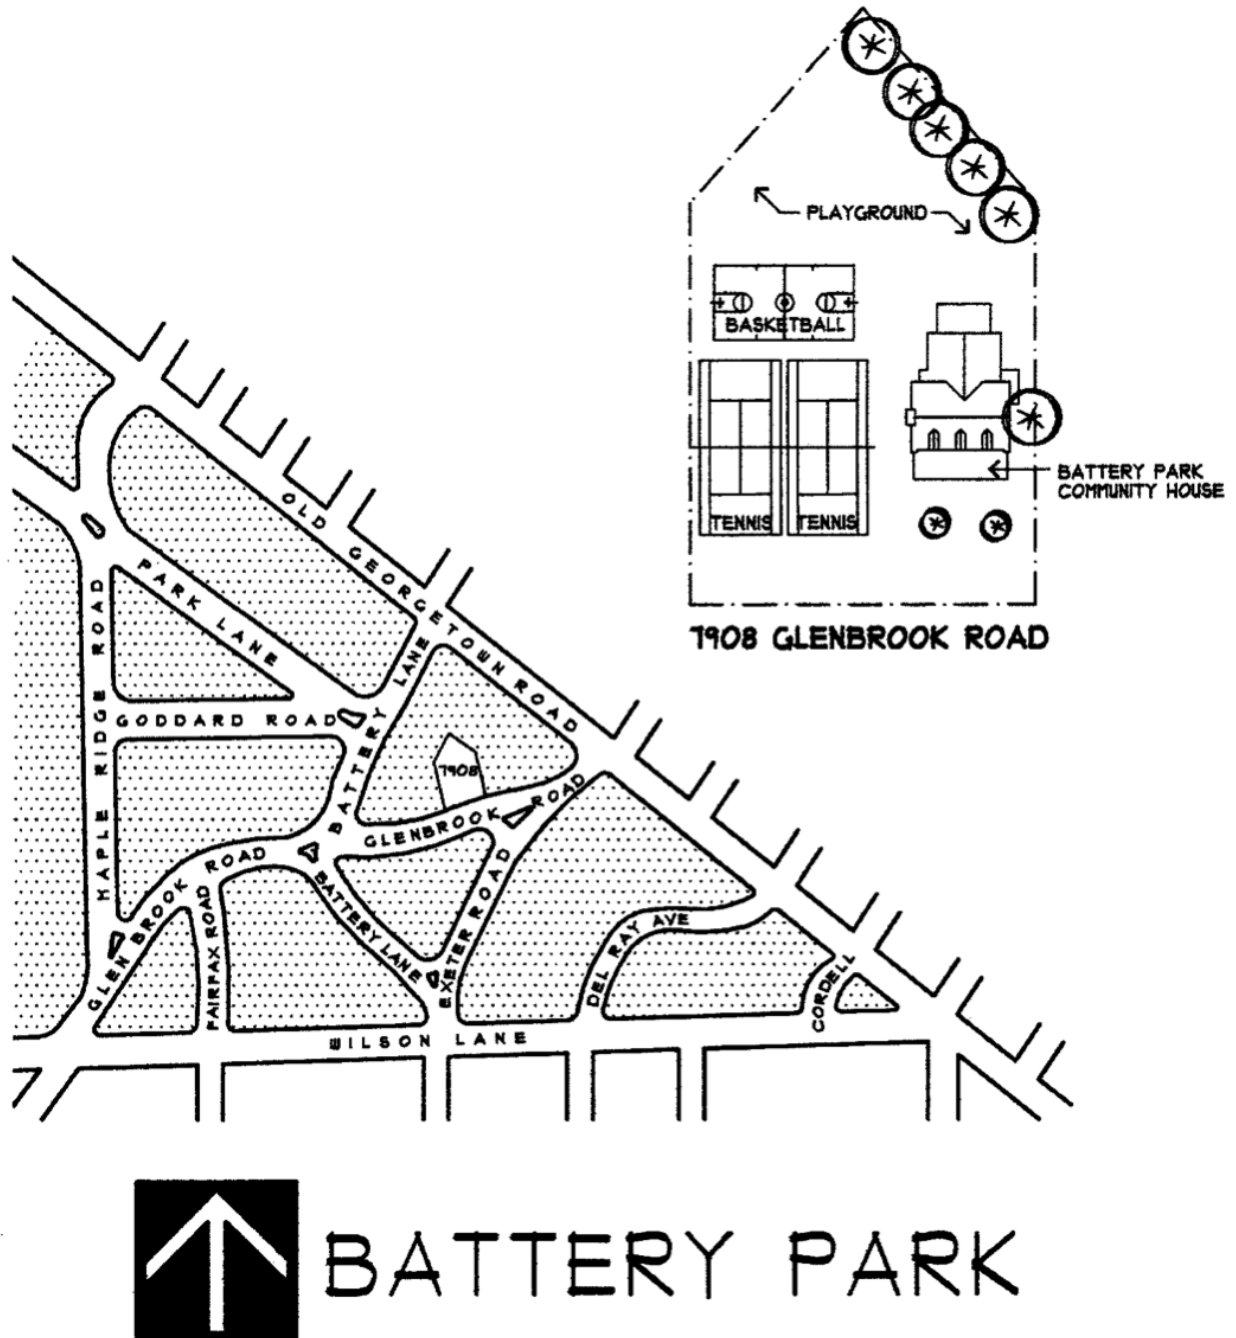 PLAYGROUND
BASKETBALL
TENNIS
TENNIS
BATTERY PARK
COMMUNITY HOUSE
7908 GLENBROOK ROAD
OLD GEORGETOWN ROAD
PARK LANE
MAPLE RIDGE ROAD
GODDARD ROAD
BATTERY LANE
7908
GLENBROOK ROAD
GLENBROOK ROAD
FAIRFAX ROAD
BATTERY LANE
EXETER ROAD
DEL RAY AVE
CORDELL
WILSON LANE
BATTERY PARK